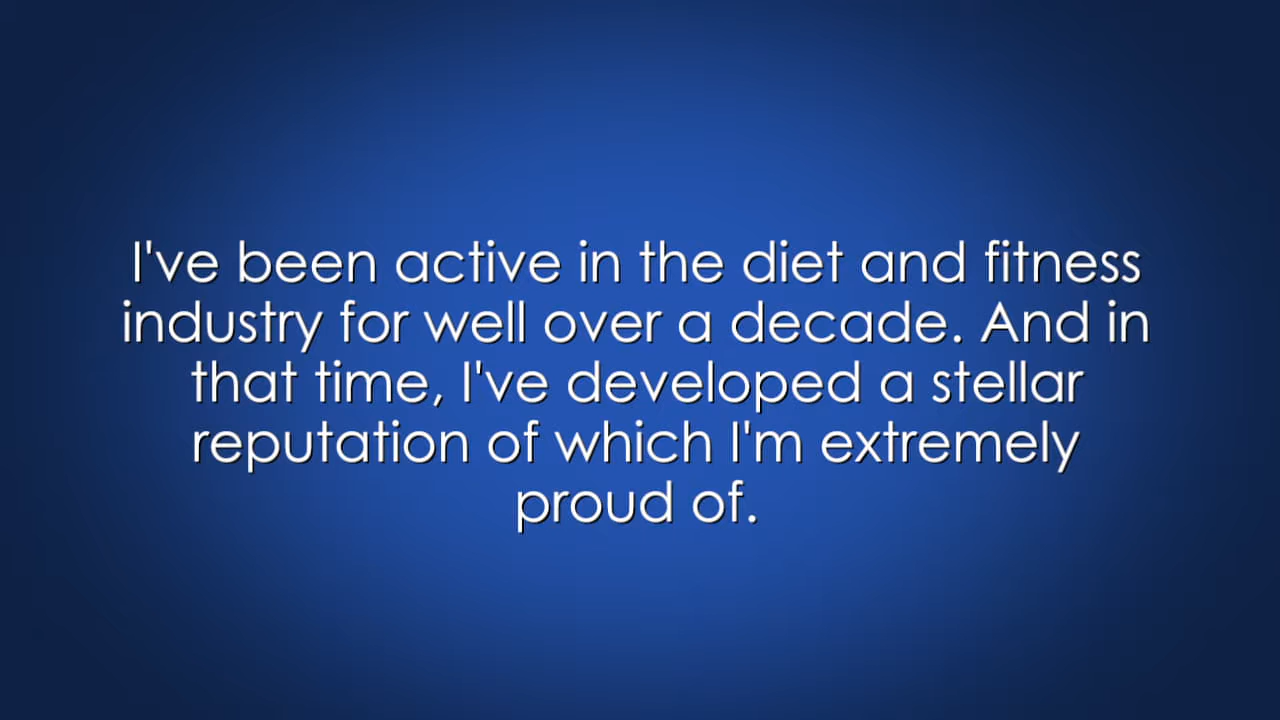 I've been active in the diet and fitness
industry for well over a decade. And in
that time, I've developed a stellar
reputation of which I'm extremely
proud of.